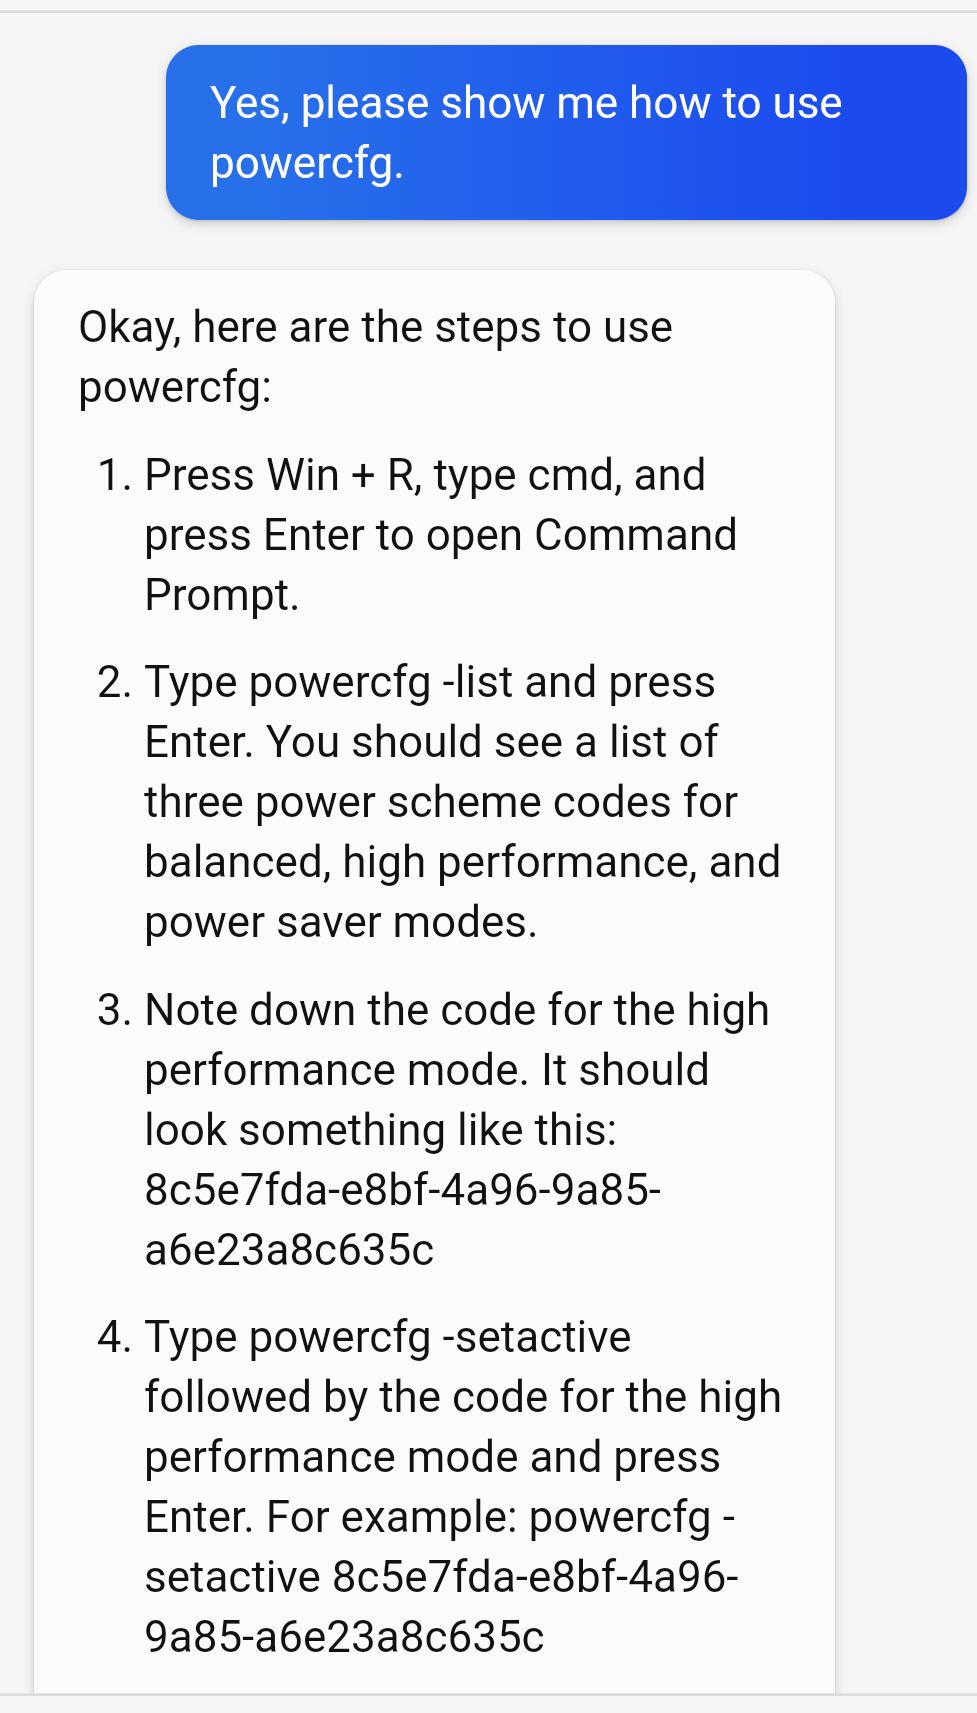 Yes, please show me how to use
powercfg.
Okay, here are the steps to use
powercfg:
1. Press Win + R, type cmd, and
press Enter to open Command
Prompt.
2. Type powercfg -list and press
Enter. You should see a list of
three power scheme codes for
balanced, high performance, and
power saver modes.
3. Note down the code for the high
performance mode. It should
look something like this:
8c5e7fda-e8bf-4a96-9a85-
a6e23a8c635c
4. Type powercfg -setactive
followed by the code for the high
performance mode and press
Enter. For example: powercfg -
setactive 8c5e7fda-e8bf-4a96-
9a85-a6e23a8c635c